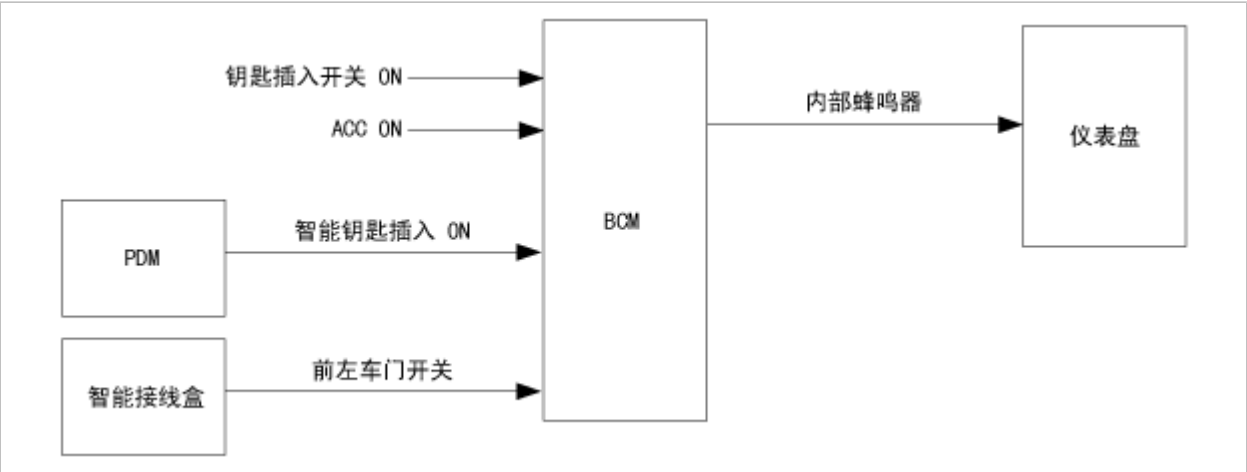 钥匙插入开关 ON
内部蜂鸣器
ACC ON
仪表盘
BCM
智能钥匙插入 ON
PDM
前左车门开关
智能接线盒